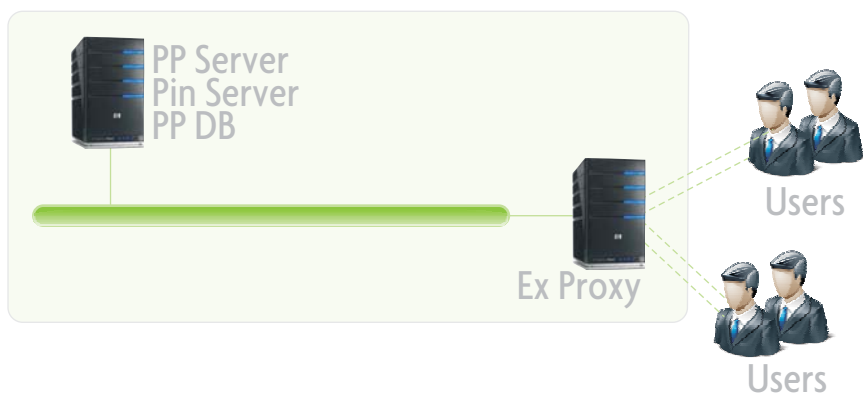 PP Server
Pin Server
PP DB
Users
Ex Proxy
Users